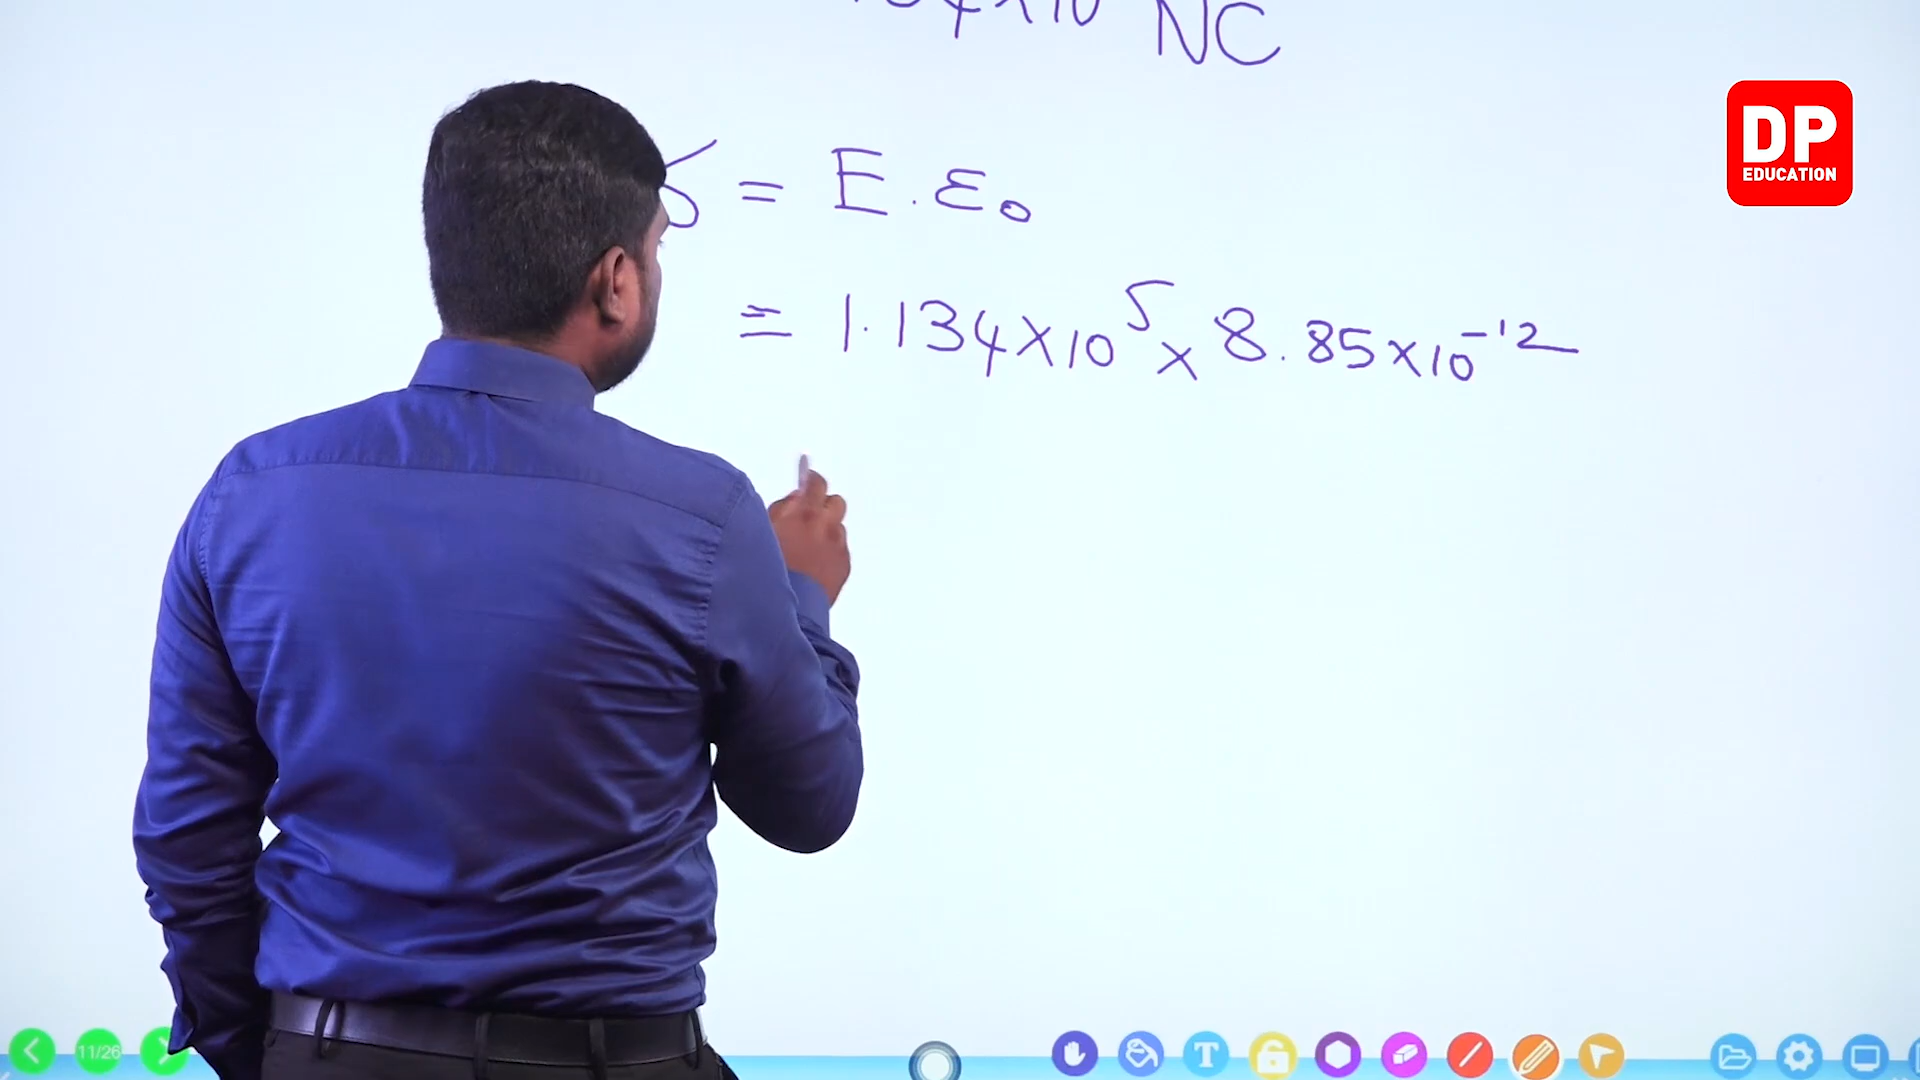 NC
= E.ε₀
= 1.134×10⁵ × 8.85×10⁻¹²
DP
EDUCATION
11/26
T